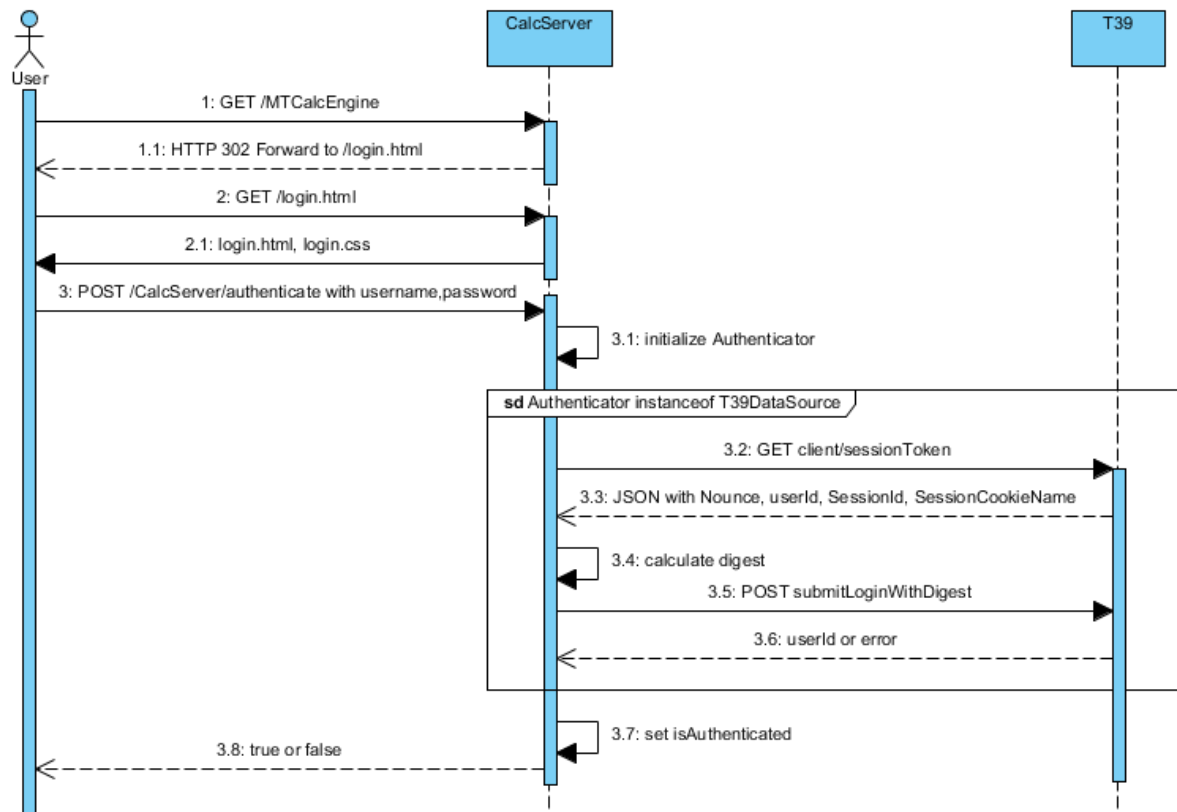 CalcServer
T39
User
1: GET /MTCalcEngine
1.1: HTTP 302 Forward to /login.html
2: GET /login.html
2.1: login.html, login.css
3: POST /CalcServer/authenticate with username,password
3.1: initialize Authenticator
sd Authenticator instanceof T39DataSource
3.2: GET client/sessionToken
3.3: JSON with Nounce, userId, SessionId, SessionCookieName
3.4: calculate digest
3.5: POST submitLoginWithDigest
3.6: userId or error
3.7: set isAuthenticated
3.8: true or false